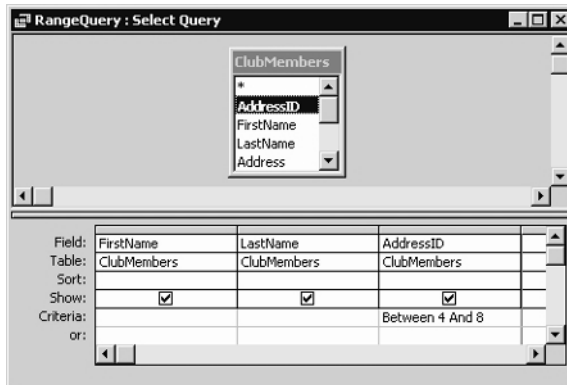 RangeQuery : Select Query
ClubMembers
*
AddressID
FirstName
LastName
Address
Field: FirstName LastName AddressID
Table: ClubMembers ClubMembers ClubMembers
Sort:
Show:
Criteria: Between 4 And 8
or: